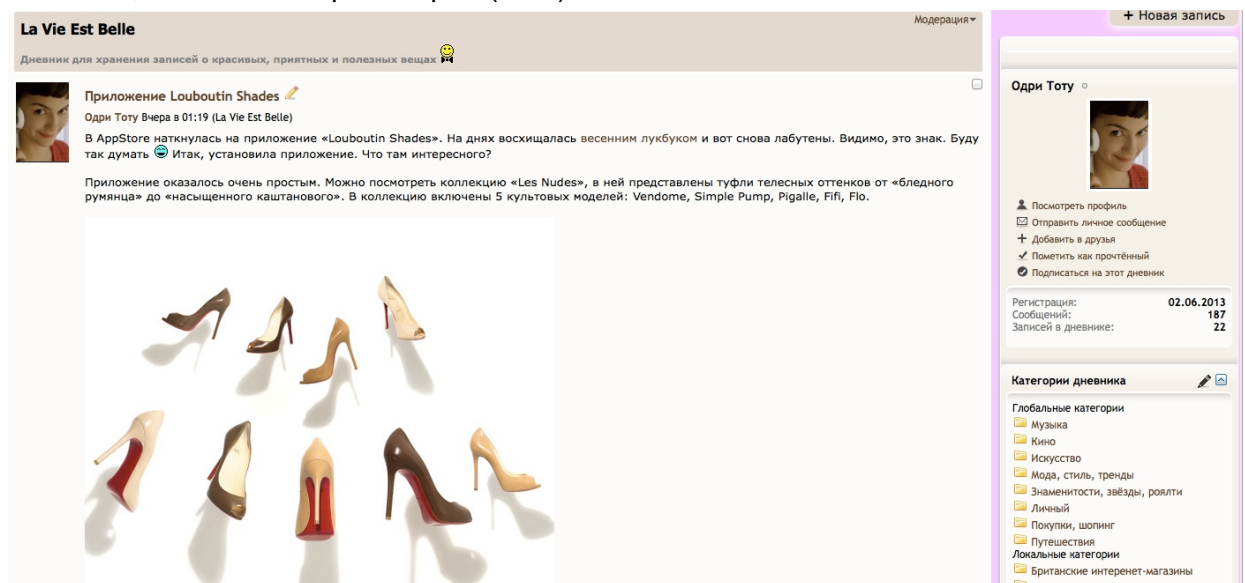 La Vie Est Belle
Модерация
Дневник для хранения записей о красивых, приятных и полезных вещах
Приложение Louboutin Shades
Одри Тоту Вчера в 01:19 (La Vie Est Belle)
В AppStore наткнулась на приложение «Louboutin Shades». На днях восхищалась весенним лукбуком и вот снова лабутены. Видимо, это знак. Буду
так думать Итак, установила приложение. Что там интересного?
Приложение оказалось очень простым. Можно посмотреть коллекцию «Les Nudes», в ней представлены туфли телесных оттенков от «бледного
румянца» до «насыщенного каштанового». В коллекцию включены 5 культовых моделей: Vendome, Simple Pump, Pigalle, Fifi, Flo.
+ Новая запись
Одри Тоту
Посмотреть профиль
Отправить личное сообщение
Добавить в друзья
Пометить как прочтённый
Подписаться на этот дневник
Регистрация: 02.06.2013
Сообщений: 187
Записей в дневнике: 22
Категории дневника
Глобальные категории
Музыка
Кино
Искусство
Мода, стиль, тренды
Знаменитости, звёзды, роялти
Личный
Покупки, шопинг
Путешествия
Локальные категории
Британские интеренет-магазины